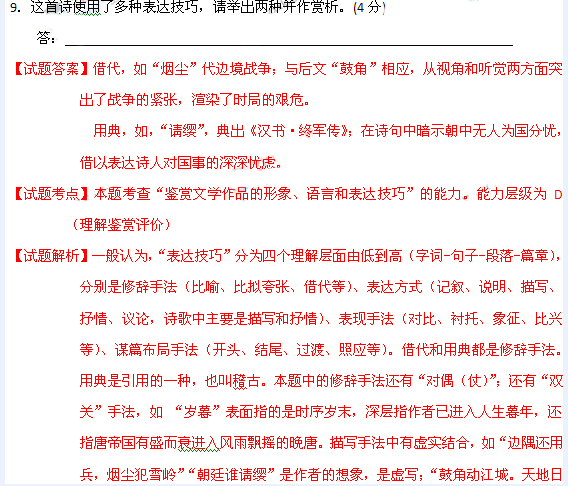 9. 这首诗使用了多种表达技巧，请举出两种并作赏析。(4 分)
答：
【试题答案】借代，如“烟尘”代边境战争；与后文“鼓角”相应，从视角和听觉两方面突
出了战争的紧张，渲染了时局的艰危。
用典，如，“请缨”，典出《汉书·终军传》；在诗句中暗示朝中无人为国分忧，
借以表达诗人对国事的深深忧虑。
【试题考点】本题考查“鉴赏文学作品的形象、语言和表达技巧”的能力。能力层级为 D
（理解鉴赏评价）
【试题解析】一般认为，“表达技巧”分为四个理解层面由低到高（字词-句子-段落-篇章），
分别是修辞手法（比喻、比拟夸张、借代等）、表达方式（记叙、说明、描写、
抒情、议论，诗歌中主要是描写和抒情）、表现手法（对比、衬托、象征、比兴
等）、谋篇布局手法（开头、结尾、过渡、照应等）。借代和用典都是修辞手法。
用典是引用的一种，也叫稽古。本题中的修辞手法还有“对偶（仗）”；还有“双
关”手法，如 “岁暮”表面指的是时序岁末，深层指作者已进入人生暮年，还
指唐帝国有盛而衰进入风雨飘摇的晚唐。描写手法中有虚实结合，如“边隅还用
兵，烟尘犯雪岭”“朝廷谁请缨”是作者的想象，是虚写；“鼓角动江城。天地日